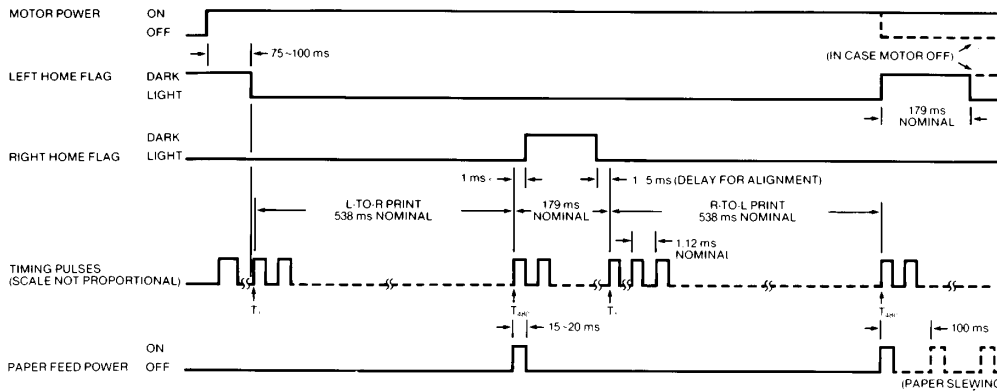 MOTOR POWER
ON
OFF
75~100 ms
(IN CASE MOTOR OFF)
LEFT HOME FLAG
DARK
LIGHT
179 ms
NOMINAL
DARK
RIGHT HOME FLAG
LIGHT
1 ms
1 5 ms (DELAY FOR ALIGNMENT)
L-TO-R PRINT
538 ms NOMINAL
179 ms
NOMINAL
R-TO-L PRINT
538 ms NOMINAL
1.12 ms
NOMINAL
TIMING PULSES
(SCALE NOT PROPORTIONAL)
15~20 ms
100 ms
PAPER FEED POWER
ON
OFF
(PAPER SLEWING